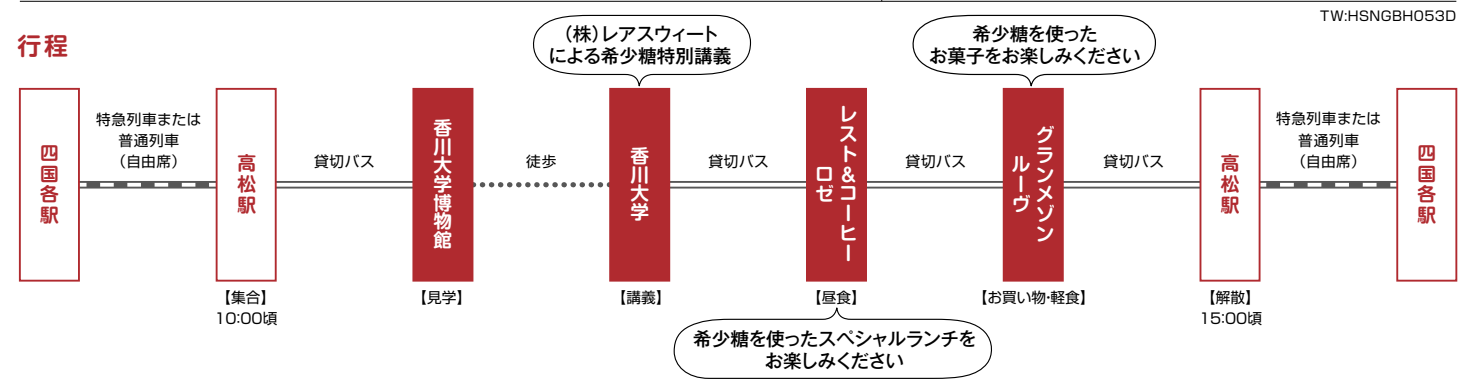 TW:HSNGBH053D
行程
(株)レアスウィート
による希少糖特別講義
希少糖を使った
お菓子をお楽しみください
四国各駅
特急列車または
普通列車
(自由席)
高松駅
【集合】
10:00頃
貸切バス
香川大学博物館
【見学】
徒歩
香川大学
【講義】
貸切バス
レスト&コーヒー
ロゼ
【昼食】
希少糖を使ったスペシャルランチを
お楽しみください
貸切バス
グランメゾン
ルーヴ
【お買い物・軽食】
貸切バス
高松駅
【解散】
15:00頃
特急列車または
普通列車
(自由席)
四国各駅